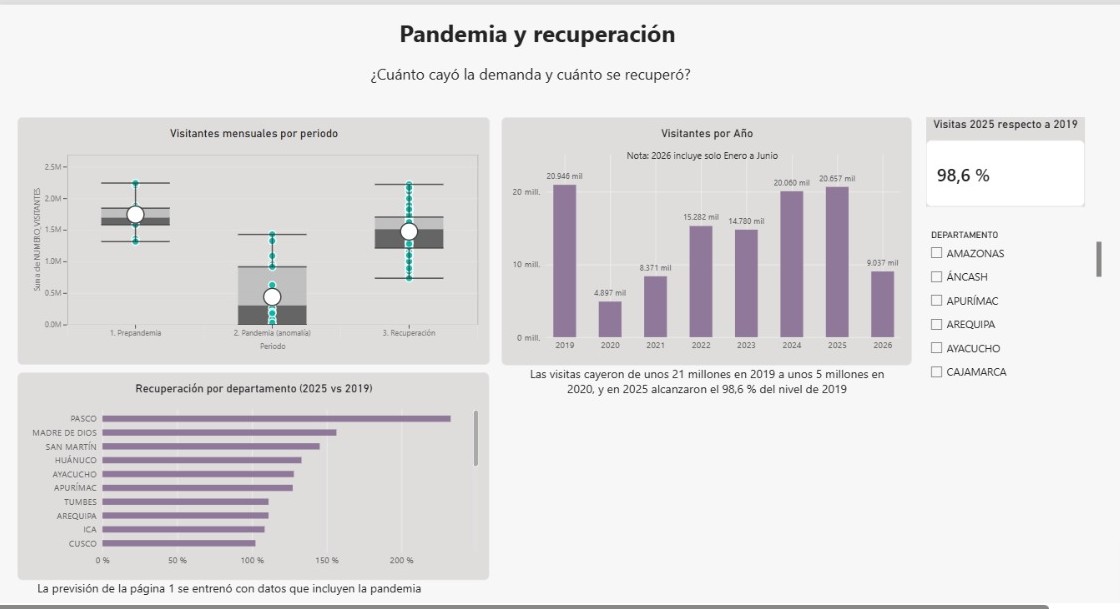 Pandemia y recuperación
¿Cuánto cayó la demanda y cuánto se recuperó?
Visitantes mensuales por periodo
Suma de NUMERO_VISITANTES
2.5M
2.0M
1.5M
1.0M
0.5M
0.0M
1. Prepandemia
2. Pandemia (anomalía)
3. Recuperación
Periodo
Visitantes por Año
Nota: 2026 incluye solo Enero a Junio
20 mill.
10 mill.
0 mill.
20.946 mil
4.897 mil
8.371 mil
15.282 mil
14.780 mil
20.060 mil
20.657 mil
9.037 mil
2019
2020
2021
2022
2023
2024
2025
2026
Las visitas cayeron de unos 21 millones en 2019 a unos 5 millones en
2020, y en 2025 alcanzaron el 98,6 % del nivel de 2019
Visitas 2025 respecto a 2019
98,6 %
DEPARTAMENTO
AMAZONAS
ÁNCASH
APURÍMAC
AREQUIPA
AYACUCHO
CAJAMARCA
Recuperación por departamento (2025 vs 2019)
PASCO
MADRE DE DIOS
SAN MARTÍN
HUÁNUCO
AYACUCHO
APURÍMAC
TUMBES
AREQUIPA
ICA
CUSCO
0 %
50 %
100 %
150 %
200 %
La previsión de la página 1 se entrenó con datos que incluyen la pandemia